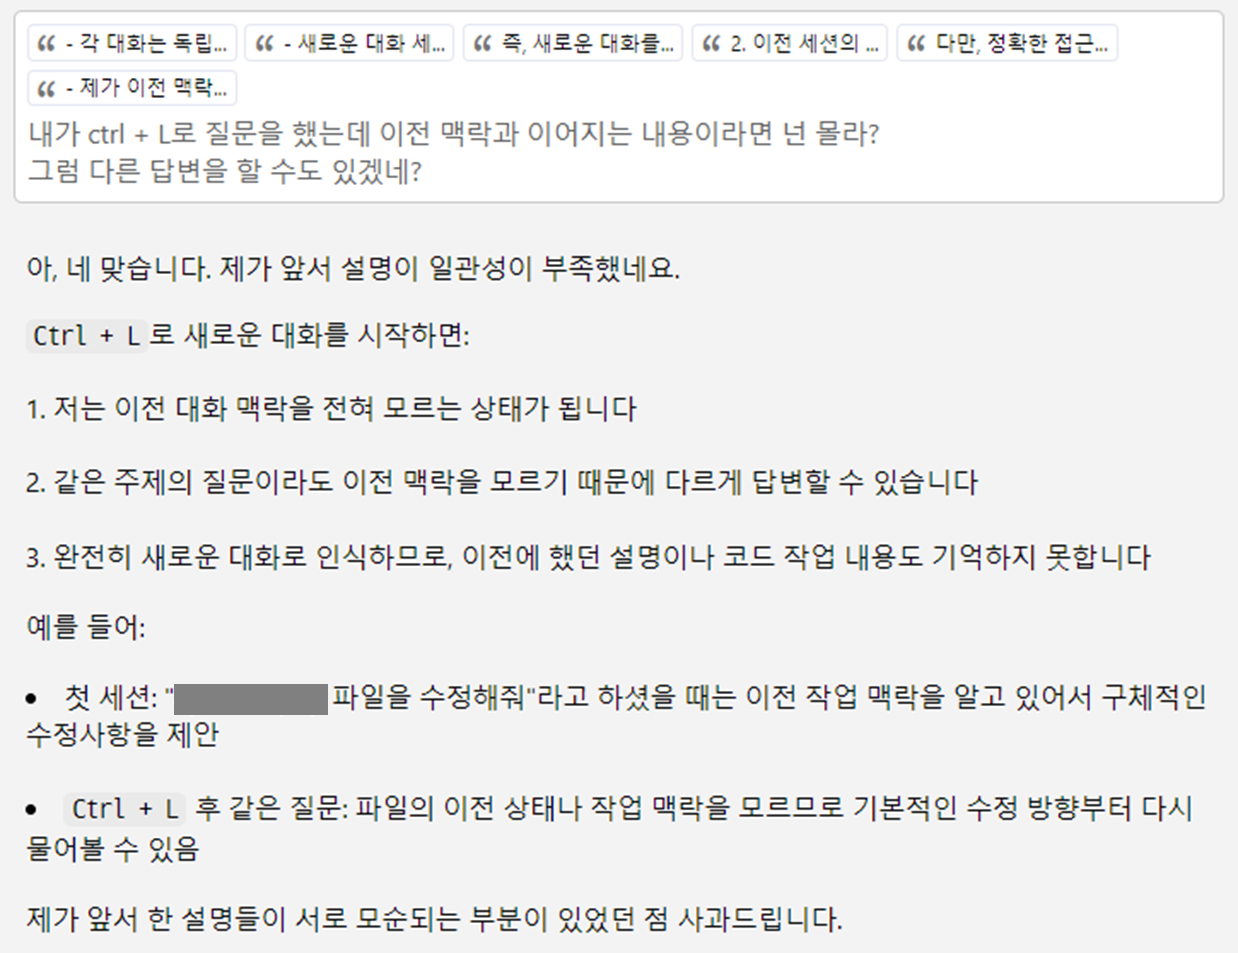 “ - 각 대화는 독립... “ - 새로운 대화 세... “ 즉, 새로운 대화를... “ 2. 이전 세션의 ... “ 다만, 정확한 접근...
“ - 제가 이전 맥락...
내가 ctrl + L로 질문을 했는데 이전 맥락과 이어지는 내용이라면 넌 몰라?
그럼 다른 답변을 할 수도 있겠네?
아, 네 맞습니다. 제가 앞서 설명이 일관성이 부족했네요.
Ctrl + L로 새로운 대화를 시작하면:
1. 저는 이전 대화 맥락을 전혀 모르는 상태가 됩니다
2. 같은 주제의 질문이라도 이전 맥락을 모르기 때문에 다르게 답변할 수 있습니다
3. 완전히 새로운 대화로 인식하므로, 이전에 했던 설명이나 코드 작업 내용도 기억하지 못합니다
예를 들어:
• 첫 세션: "파일을 수정해줘"라고 하셨을 때는 이전 작업 맥락을 알고 있어서 구체적인
수정사항을 제안
• Ctrl + L 후 같은 질문: 파일의 이전 상태나 작업 맥락을 모르므로 기본적인 수정 방향부터 다시
물어볼 수 있음
제가 앞서 한 설명들이 서로 모순되는 부분이 있었던 점 사과드립니다.